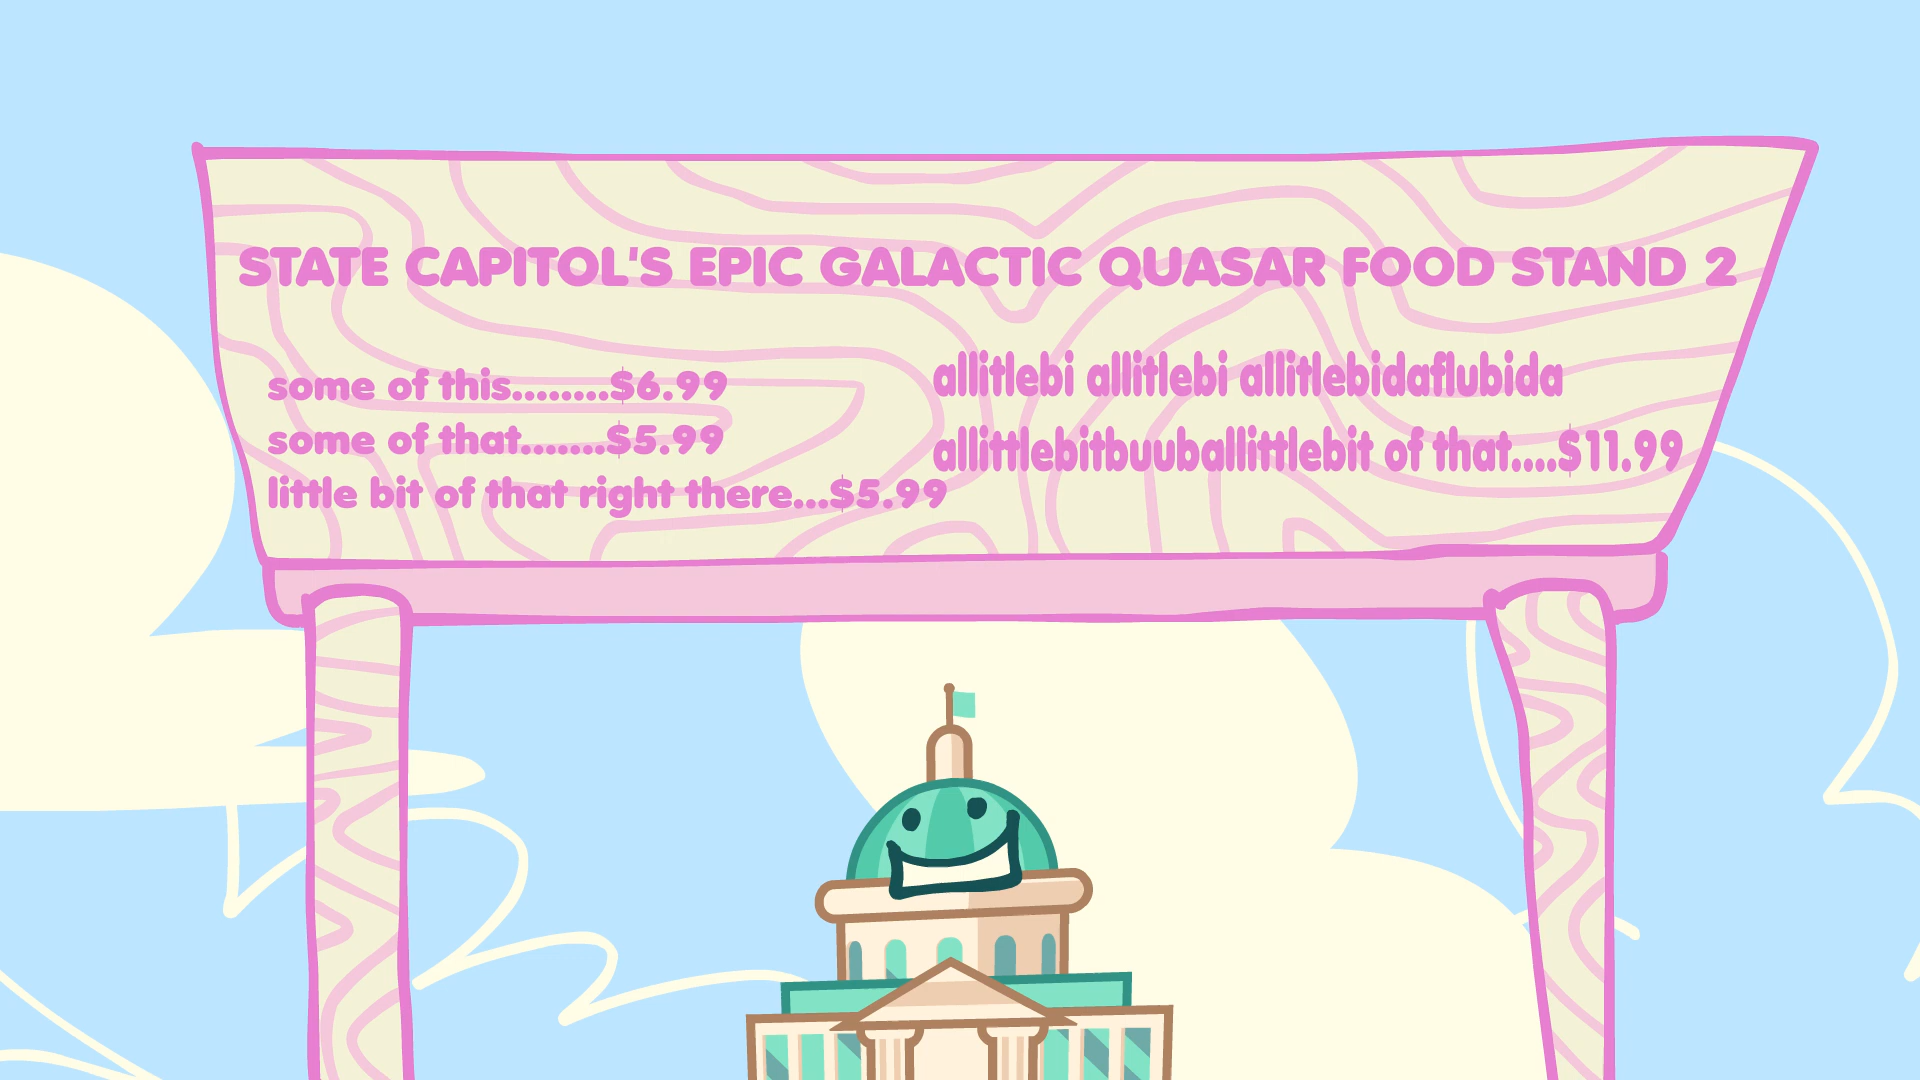 STATE CAPITOL'S EPIC GALACTIC QUASAR FOOD STAND 2
some of this........$6.99
some of that.......$5.99
little bit of that right there...$5.99
allitlebi allitlebi allitlebidaflubida
allittlebitbuuballittlebit of that....$11.99